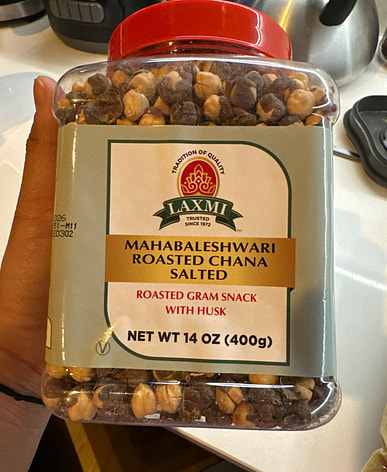 TRADITION OF QUALITY
LAXMI
TRUSTED
SINCE 1972
MAHABALESHWARI
ROASTED CHANA
SALTED
ROASTED GRAM SNACK
WITH HUSK
NET WT 14 OZ (400g)
V